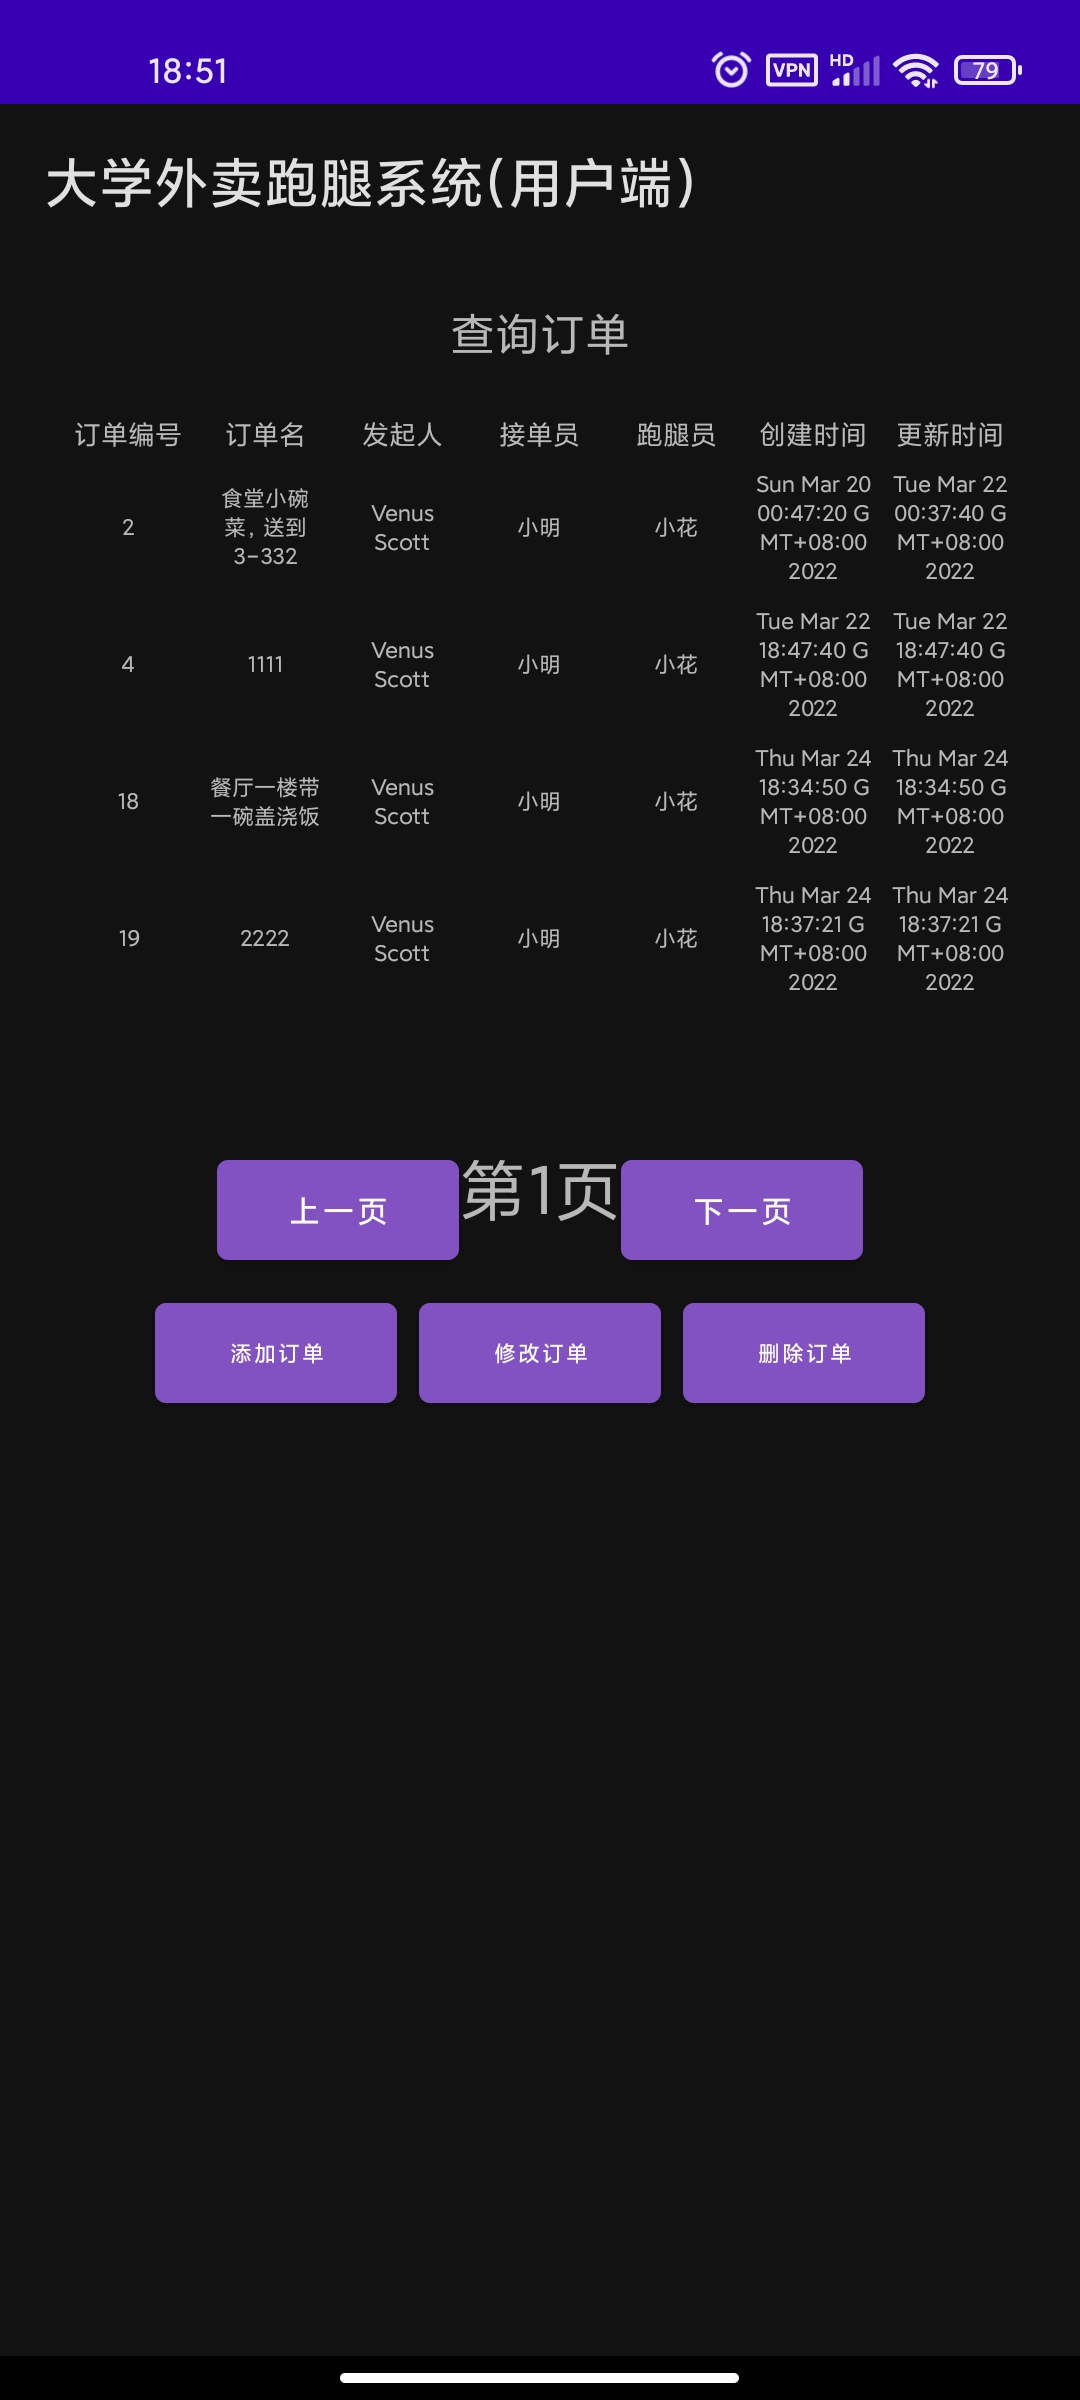 18:51
VPN HD 79
大学外卖跑腿系统(用户端)
查询订单
订单编号 订单名 发起人 接单员 跑腿员 创建时间 更新时间
2 食堂小碗菜，送到3-332 Venus Scott 小明 小花 Sun Mar 20 00:47:20 GMT+08:00 2022 Tue Mar 22 00:37:40 GMT+08:00 2022
4 1111 Venus Scott 小明 小花 Tue Mar 22 18:47:40 GMT+08:00 2022 Tue Mar 22 18:47:40 GMT+08:00 2022
18 餐厅一楼带一碗盖浇饭 Venus Scott 小明 小花 Thu Mar 24 18:34:50 GMT+08:00 2022 Thu Mar 24 18:34:50 GMT+08:00 2022
19 2222 Venus Scott 小明 小花 Thu Mar 24 18:37:21 GMT+08:00 2022 Thu Mar 24 18:37:21 GMT+08:00 2022
上一页 第1页 下一页
添加订单 修改订单 删除订单